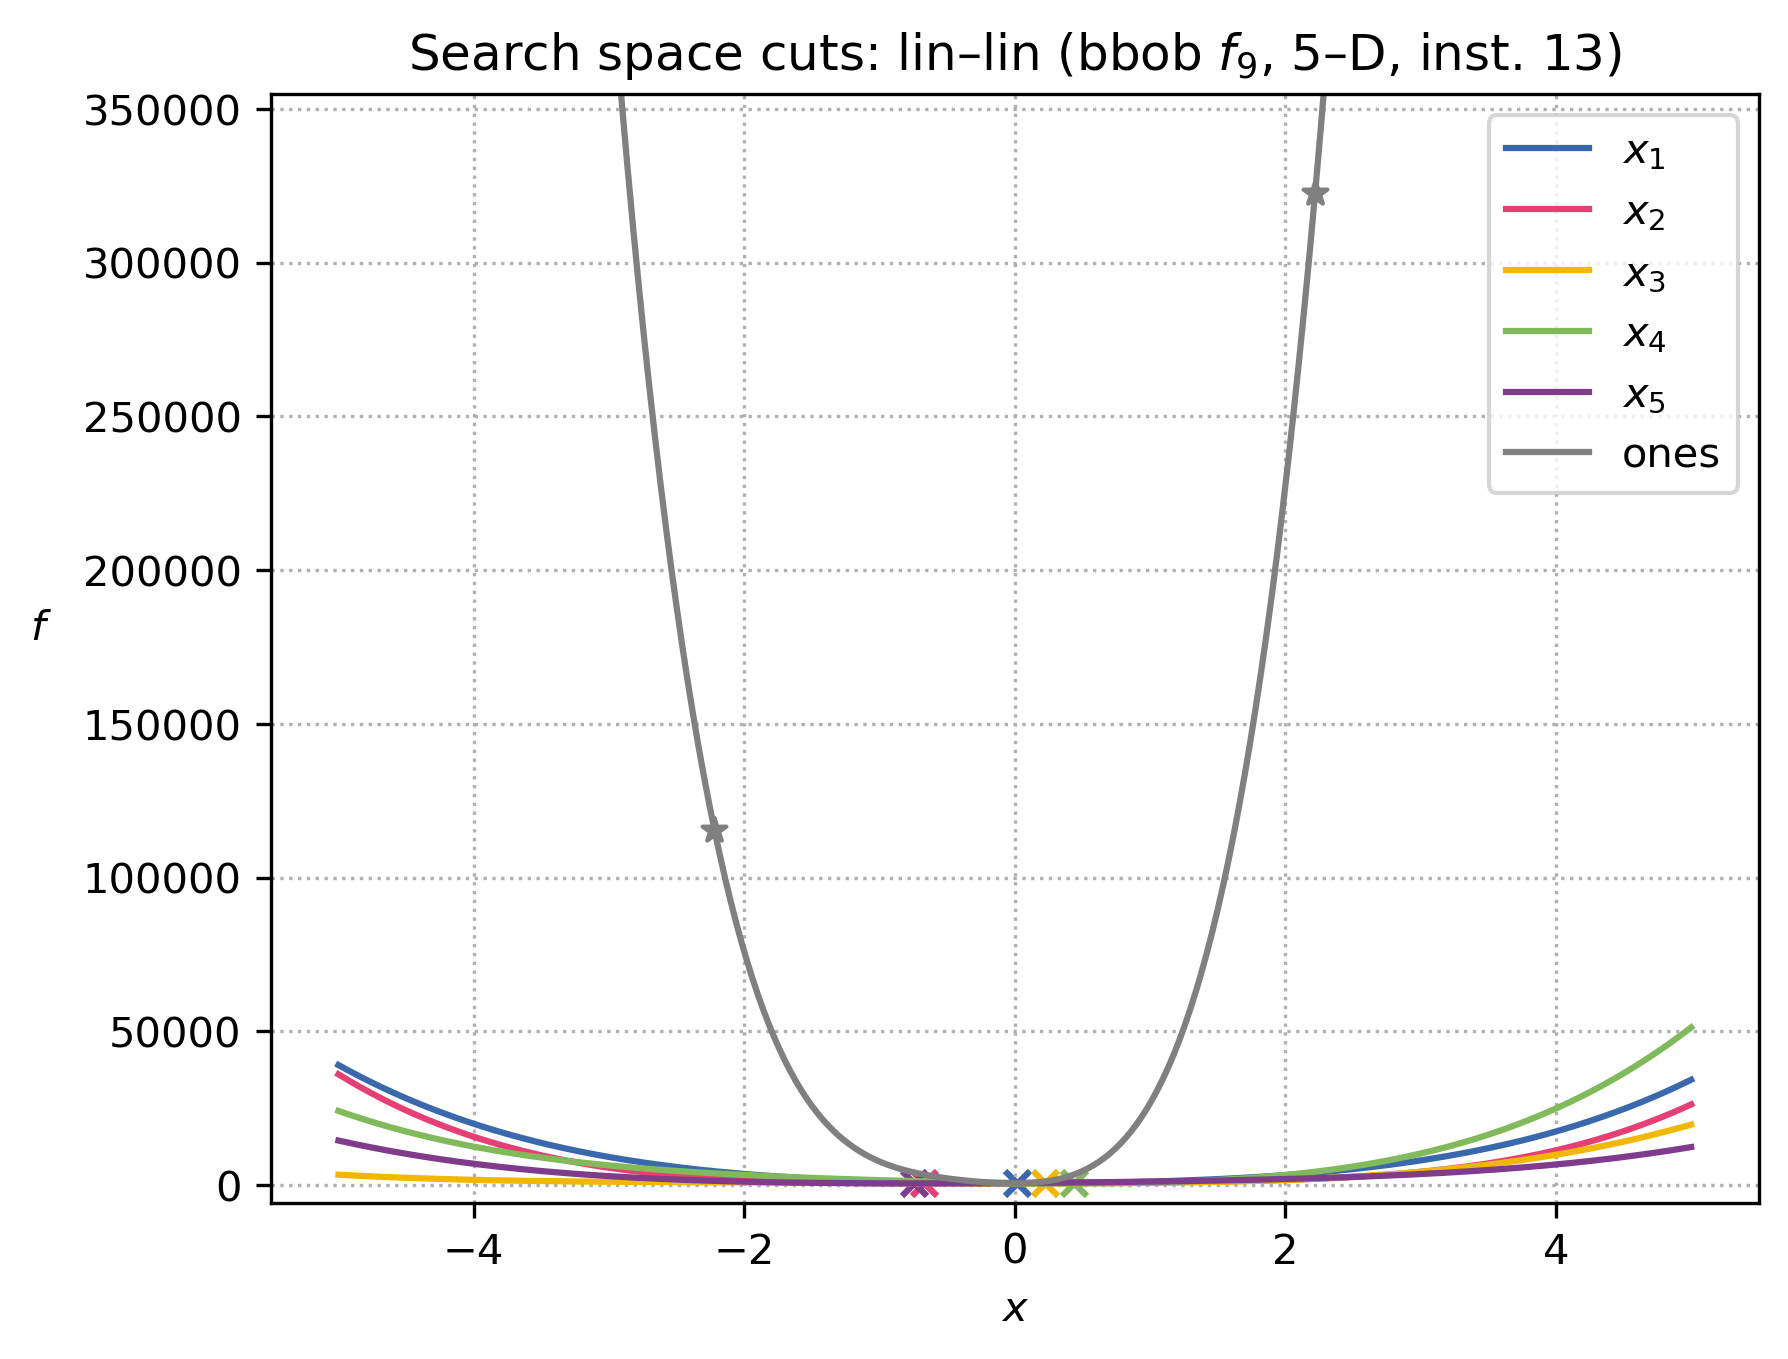 Search space cuts: lin–lin (bbob f₉, 5–D, inst. 13)
350000
300000
250000
200000
150000
100000
50000
0
f
−4
−2
0
2
4
x
x₁
x₂
x₃
x₄
x₅
ones